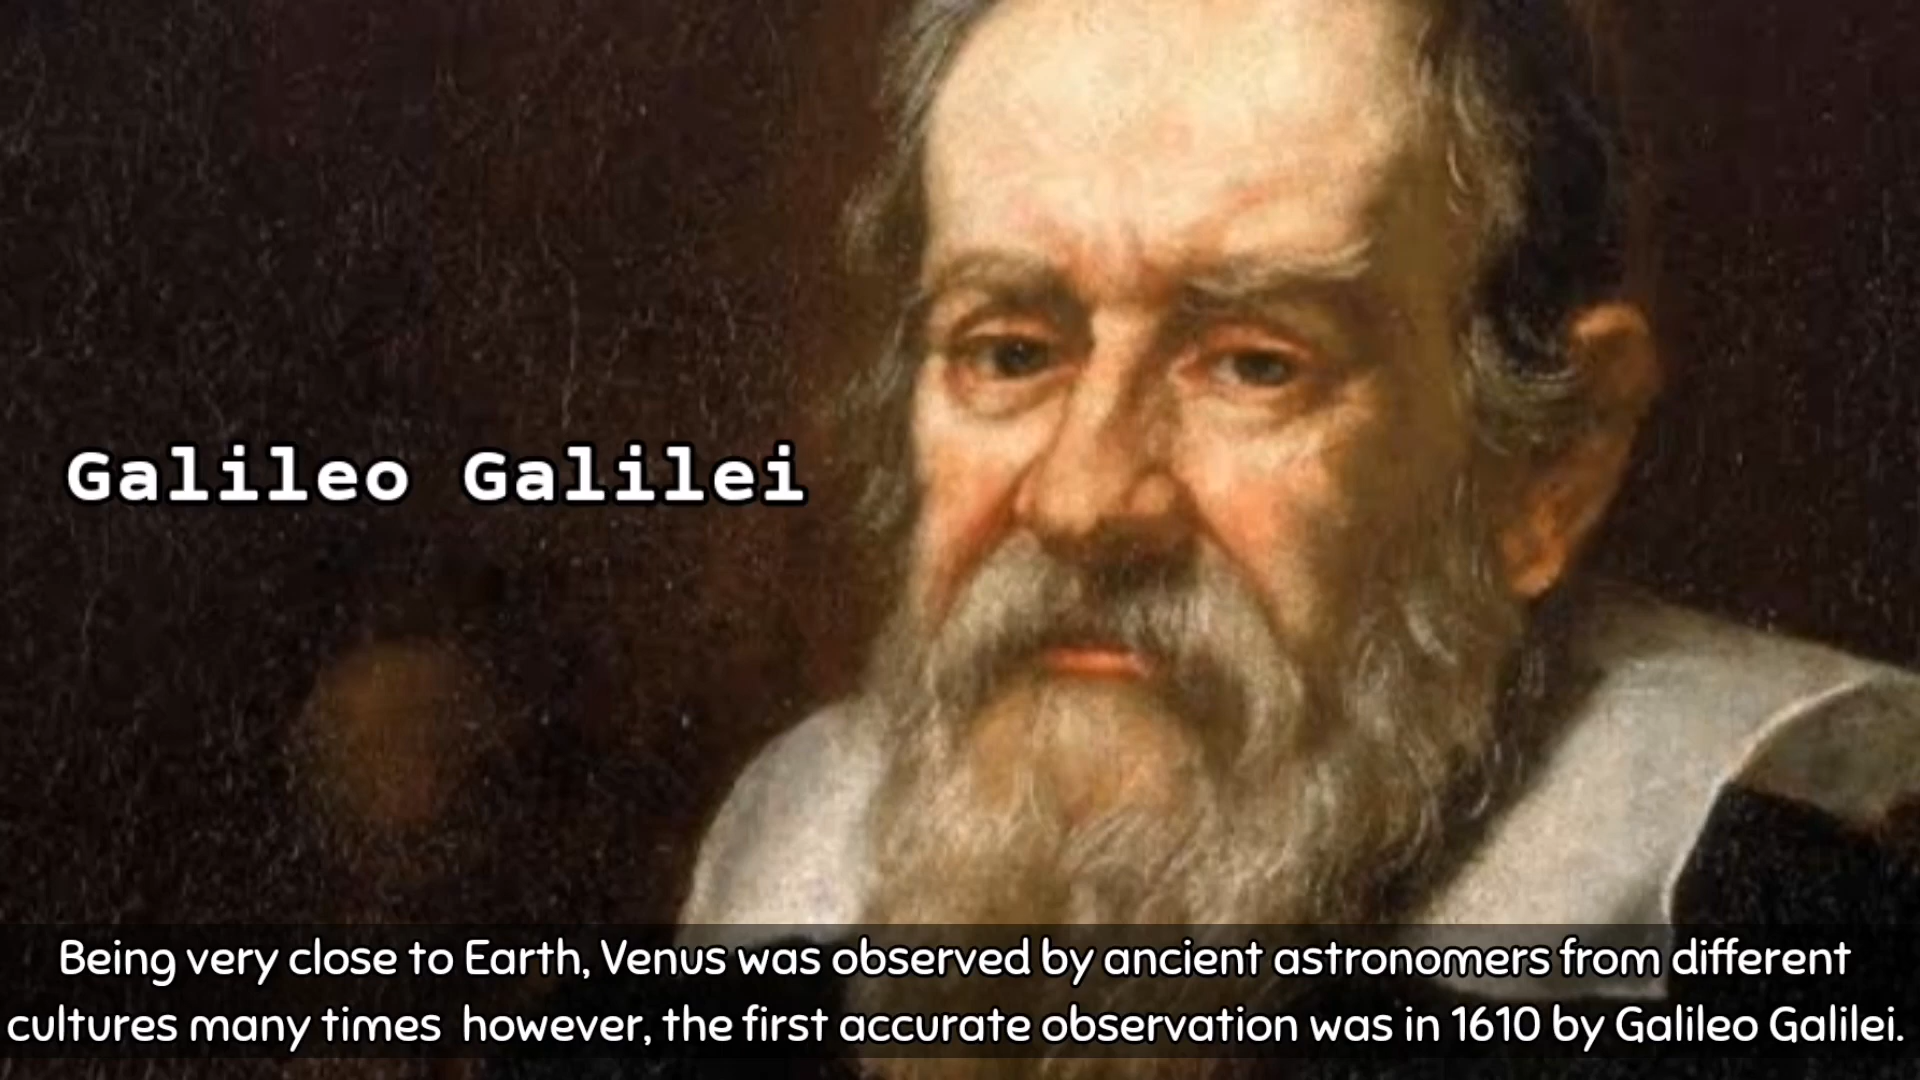 Galileo Galilei
Being very close to Earth, Venus was observed by ancient astronomers from different
cultures many times  however, the first accurate observation was in 1610 by Galileo Galilei.